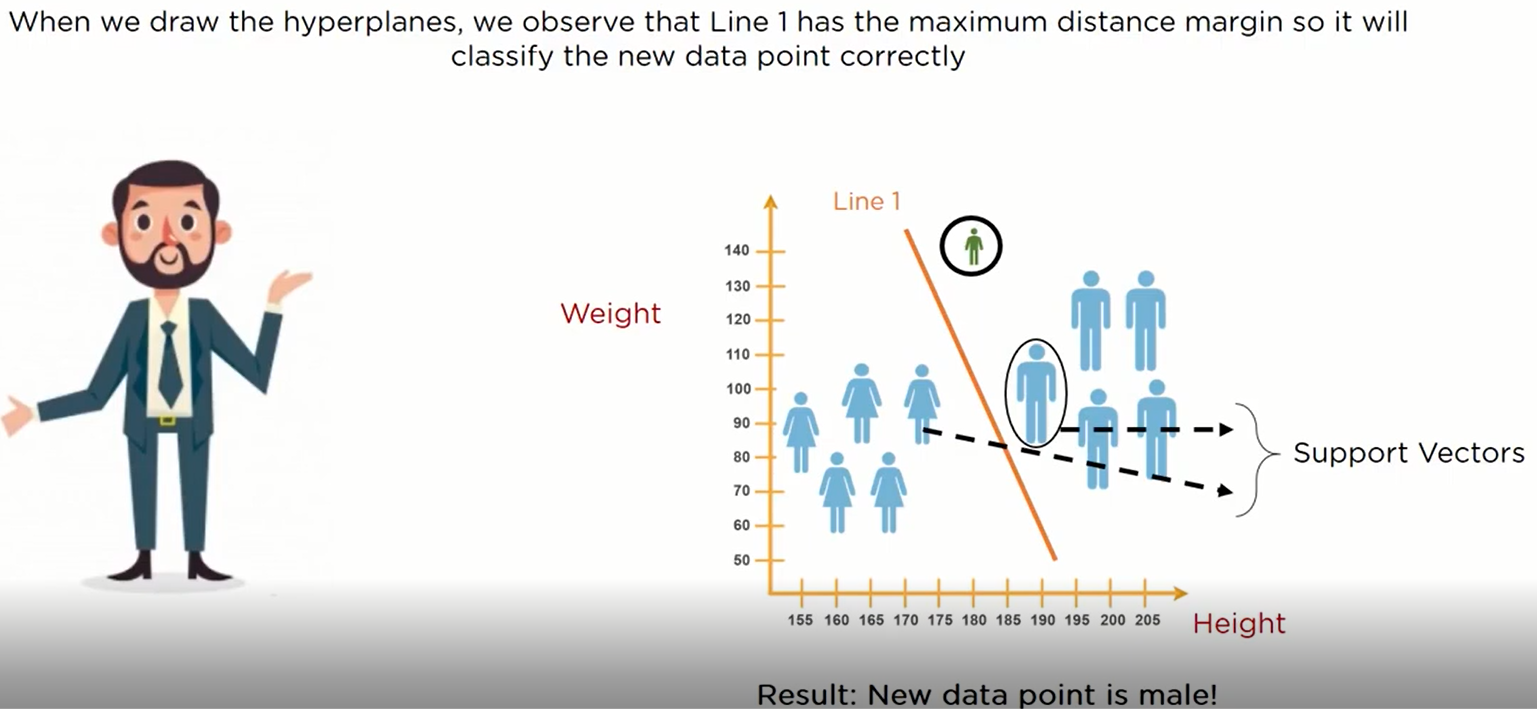 When we draw the hyperplanes, we observe that Line 1 has the maximum distance margin so it will
classify the new data point correctly
Line 1
Weight
140
130
120
110
100
90
80
70
60
50
Support Vectors
155 160 165 170 175 180 185 190 195 200 205
Height
Result: New data point is male!